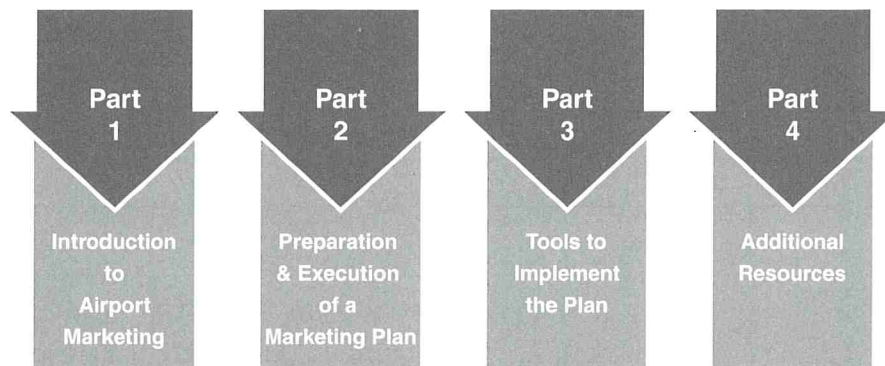 Part
1
Introduction
to
Airport
Marketing
Part
2
Preparation
& Execution
of a
Marketing Plan
Part
3
Tools to
Implement
the Plan
Part
4
Additional
Resources